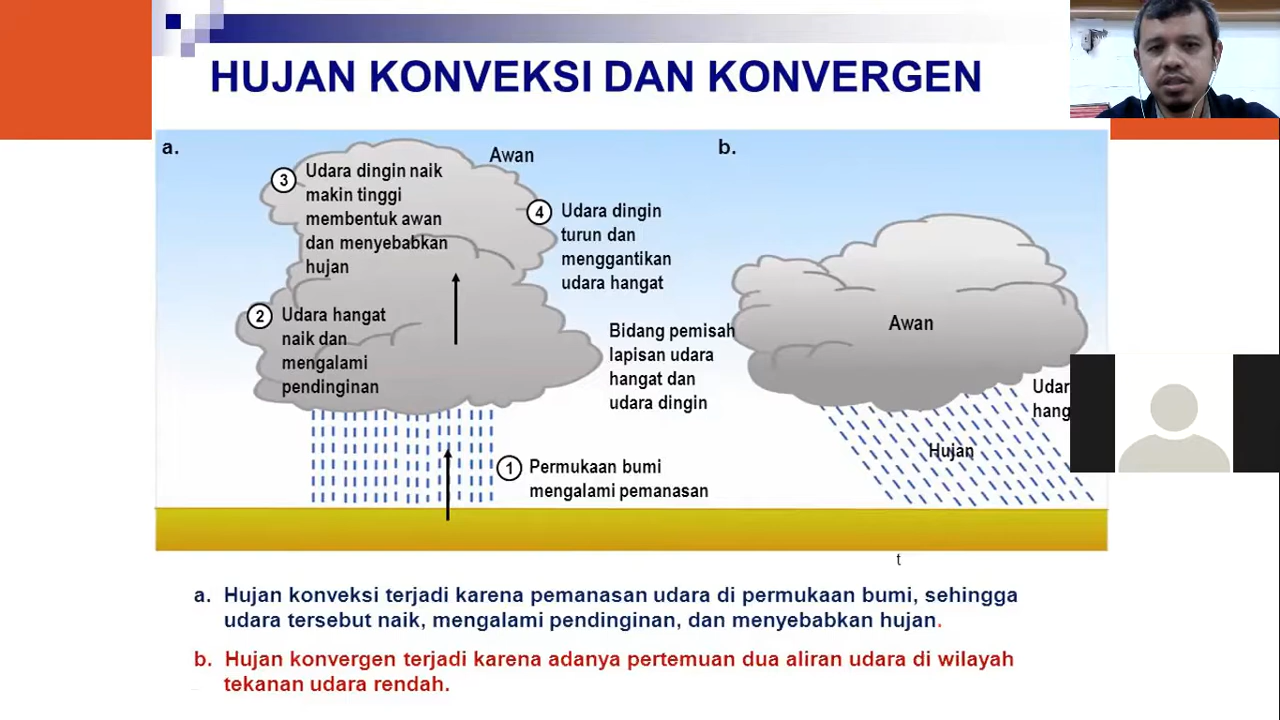 HUJAN KONVEKSI DAN KONVERGEN
a.
Awan
3
Udara dingin naik
makin tinggi
membentuk awan
dan menyebabkan
hujan
4
Udara dingin
turun dan
menggantikan
udara hangat
2
Udara hangat
naik dan
mengalami
pendinginan
Bidang pemisah
lapisan udara
hangat dan
udara dingin
1
Permukaan bumi
mengalami pemanasan
b.
Awan
Udar
hang
Hujan
t
a. Hujan konveksi terjadi karena pemanasan udara di permukaan bumi, sehingga
udara tersebut naik, mengalami pendinginan, dan menyebabkan hujan.
b. Hujan konvergen terjadi karena adanya pertemuan dua aliran udara di wilayah
tekanan udara rendah.